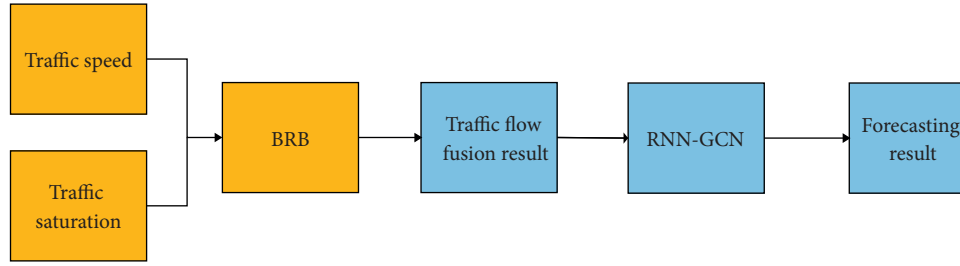 Traffic speed
Traffic
saturation
BRB
Traffic flow
fusion result
RNN-GCN
Forecasting
result